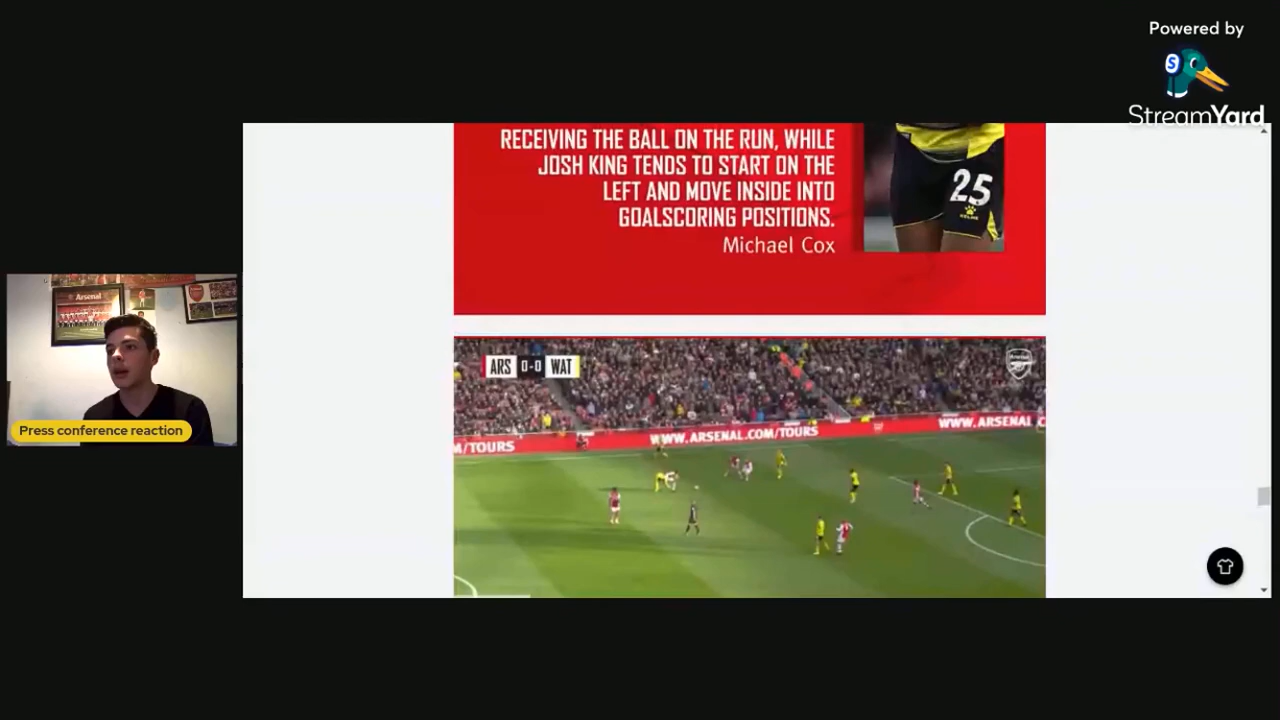 Powered by
S
StreamYard
RECEIVING THE BALL ON THE RUN, WHILE
JOSH KING TENDS TO START ON THE
LEFT AND MOVE INSIDE INTO
GOALSCORING POSITIONS.
Michael Cox
25
Arsenal
Press conference reaction
ARS 0-0 WAT
M/TOURS
WWW.ARSENAL.COM/TOURS
WWW.ARSENAL.C